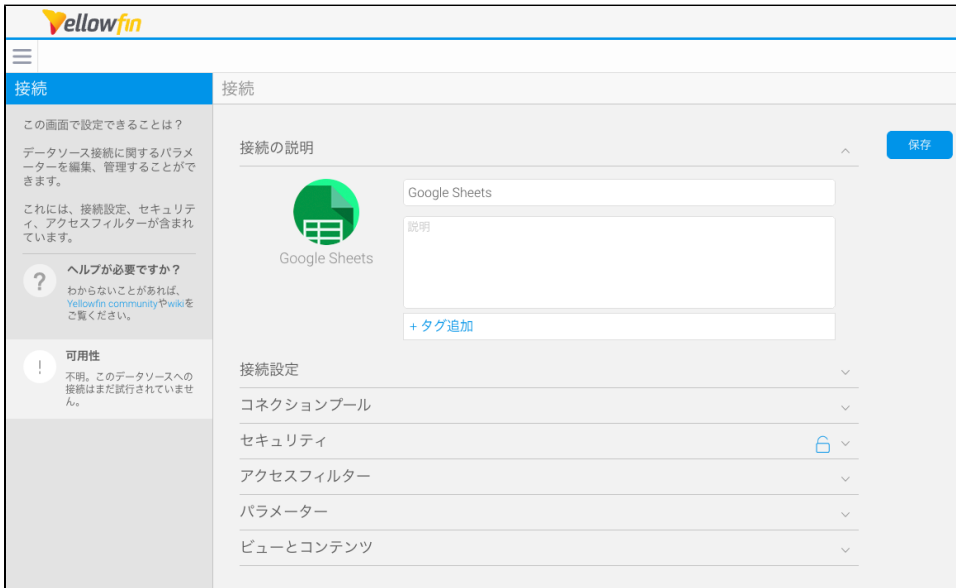 Yellowfin
接続
接続
この画面で設定できることは？
データソース接続に関するパラメ
ーターを編集、管理することがで
きます。
これには、接続設定、セキュリテ
ィ、アクセスフィルターが含まれ
ています。
?
ヘルプが必要ですか？
わからないことがあれば、
Yellowfin communityやwikiを
ご覧ください。
!
可用性
不明。このデータソースへの
接続はまだ試行されていませ
ん。
接続の説明
保存
Google Sheets
Google Sheets
説明
+ タグ追加
接続設定
コネクションプール
セキュリティ
アクセスフィルター
パラメーター
ビューとコンテンツ